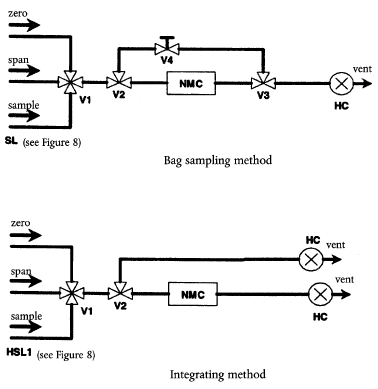 zero
V4
span
vent
V1
V2
NMC
V3
HC
sample
SL (see Figure 8)
Bag sampling method
zero
HC
vent
span
vent
V1
V2
NMC
HC
sample
HSL1 (see Figure 8)
Integrating method